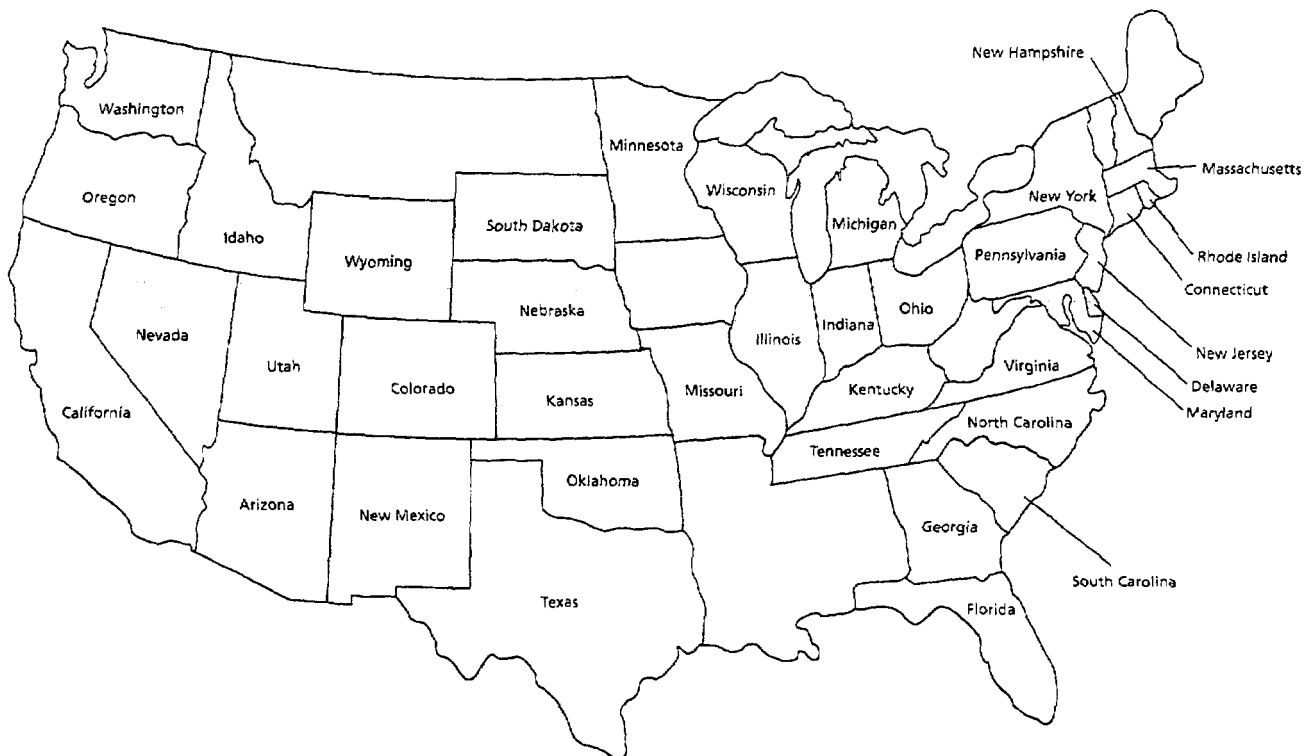 New Hampshire
Washington
Minnesota
Massachusetts
Wisconsin
Oregon
New York
South Dakota
Michigan
Idaho
Pennsylvania
Rhode Island
Wyoming
Connecticut
Nebraska
Ohio
Nevada
Illinois
Indiana
New Jersey
Utah
Virginia
Colorado
Missouri
Kentucky
Delaware
Kansas
California
Maryland
North Carolina
Tennessee
Oklahoma
Arizona
New Mexico
Georgia
South Carolina
Texas
Florida